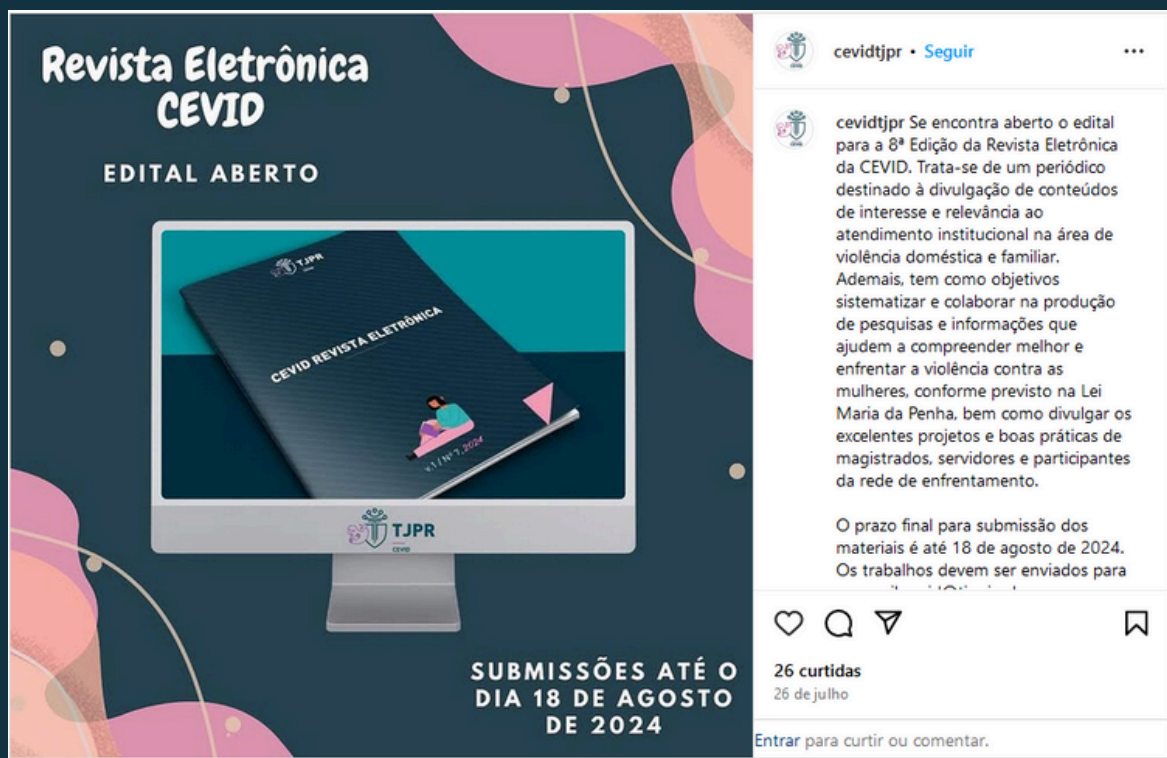 Revista Eletrônica
CEVID
EDITAL ABERTO
TJPR
CEVID REVISTA ELETRÔNICA
v.1 / Nº 7, 2024
TJPR
CEVID
SUBMISSÕES ATÉ O
DIA 18 DE AGOSTO
DE 2024
cevidtjpr • Seguir
cevidtjpr Se encontra aberto o edital
para a 8ª Edição da Revista Eletrônica
da CEVID. Trata-se de um periódico
destinado à divulgação de conteúdos
de interesse e relevância ao
atendimento institucional na área de
violência doméstica e familiar.
Ademais, tem como objetivos
sistematizar e colaborar na produção
de pesquisas e informações que
ajudem a compreender melhor e
enfrentar a violência contra as
mulheres, conforme previsto na Lei
Maria da Penha, bem como divulgar os
excelentes projetos e boas práticas de
magistrados, servidores e participantes
da rede de enfrentamento.
O prazo final para submissão dos
materiais é até 18 de agosto de 2024.
Os trabalhos devem ser enviados para
26 curtidas
26 de julho
Entrar para curtir ou comentar.